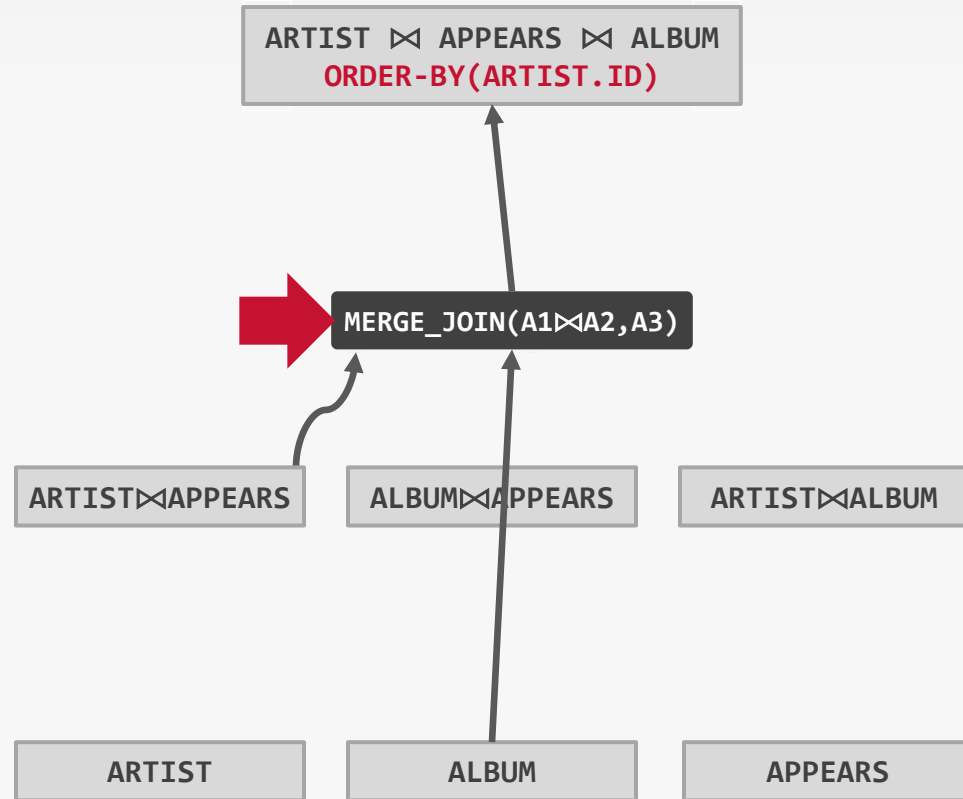 ARTIST ⋈ APPEARS ⋈ ALBUM
ORDER-BY(ARTIST.ID)
MERGE_JOIN(A1⋈A2,A3)
ARTIST⋈APPEARS
ALBUM⋈APPEARS
ARTIST⋈ALBUM
ARTIST
ALBUM
APPEARS